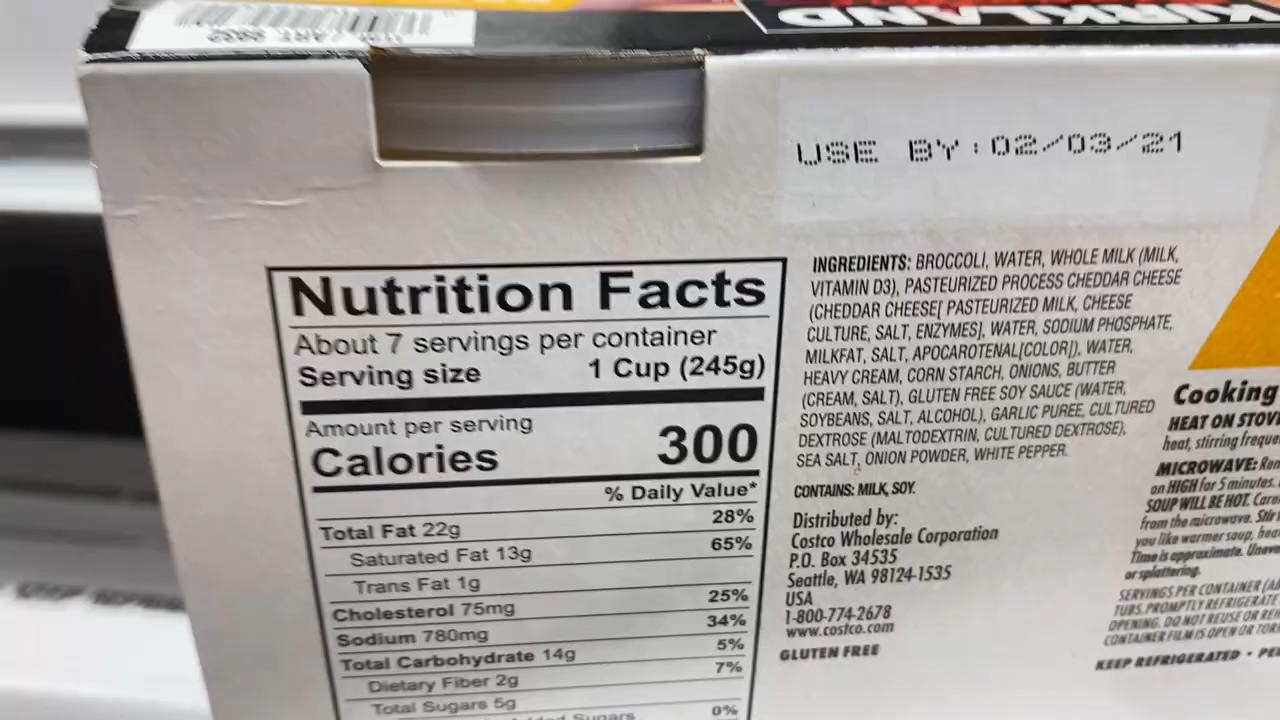 KIRKLAND
USE BY:02/03/21
Nutrition Facts
About 7 servings per container
Serving size 1 Cup (245g)
Amount per serving
Calories 300
% Daily Value*
Total Fat 22g 28%
Saturated Fat 13g 65%
Trans Fat 1g
Cholesterol 75mg 25%
Sodium 780mg 34%
Total Carbohydrate 14g 5%
Dietary Fiber 2g 7%
Total Sugars 5g
Added Sugars 0%
INGREDIENTS: BROCCOLI, WATER, WHOLE MILK (MILK,
VITAMIN D3), PASTEURIZED PROCESS CHEDDAR CHEESE
(CHEDDAR CHEESE[ PASTEURIZED MILK, CHEESE
CULTURE, SALT, ENZYMES], WATER, SODIUM PHOSPHATE,
MILKFAT, SALT, APOCAROTENAL[COLOR]), WATER,
HEAVY CREAM, CORN STARCH, ONIONS, BUTTER
(CREAM, SALT), GLUTEN FREE SOY SAUCE (WATER,
SOYBEANS, SALT, ALCOHOL), GARLIC PUREE, CULTURED
DEXTROSE (MALTODEXTRIN, CULTURED DEXTROSE),
SEA SALT, ONION POWDER, WHITE PEPPER.
CONTAINS: MILK, SOY.
Distributed by:
Costco Wholesale Corporation
P.O. Box 34535
Seattle, WA 98124-1535
USA
1-800-774-2678
www.costco.com
GLUTEN FREE
Cooking
HEAT ON STOV
heat, stirring freque
MICROWAVE: Rem
on HIGH for 5 minutes.
SOUP WILL BE HOT. Care
from the microwave. Stir
you like warmer soup, hea
Time is approximate. Uneve
or splattering.
SERVINGS PER CONTAINER
TUBS. PROMPTLY REFRIGERATE
OPENING. DO NOT REUSE OR
CONTAINER FILM IS OPEN OR TOR
KEEP REFRIGERATED •